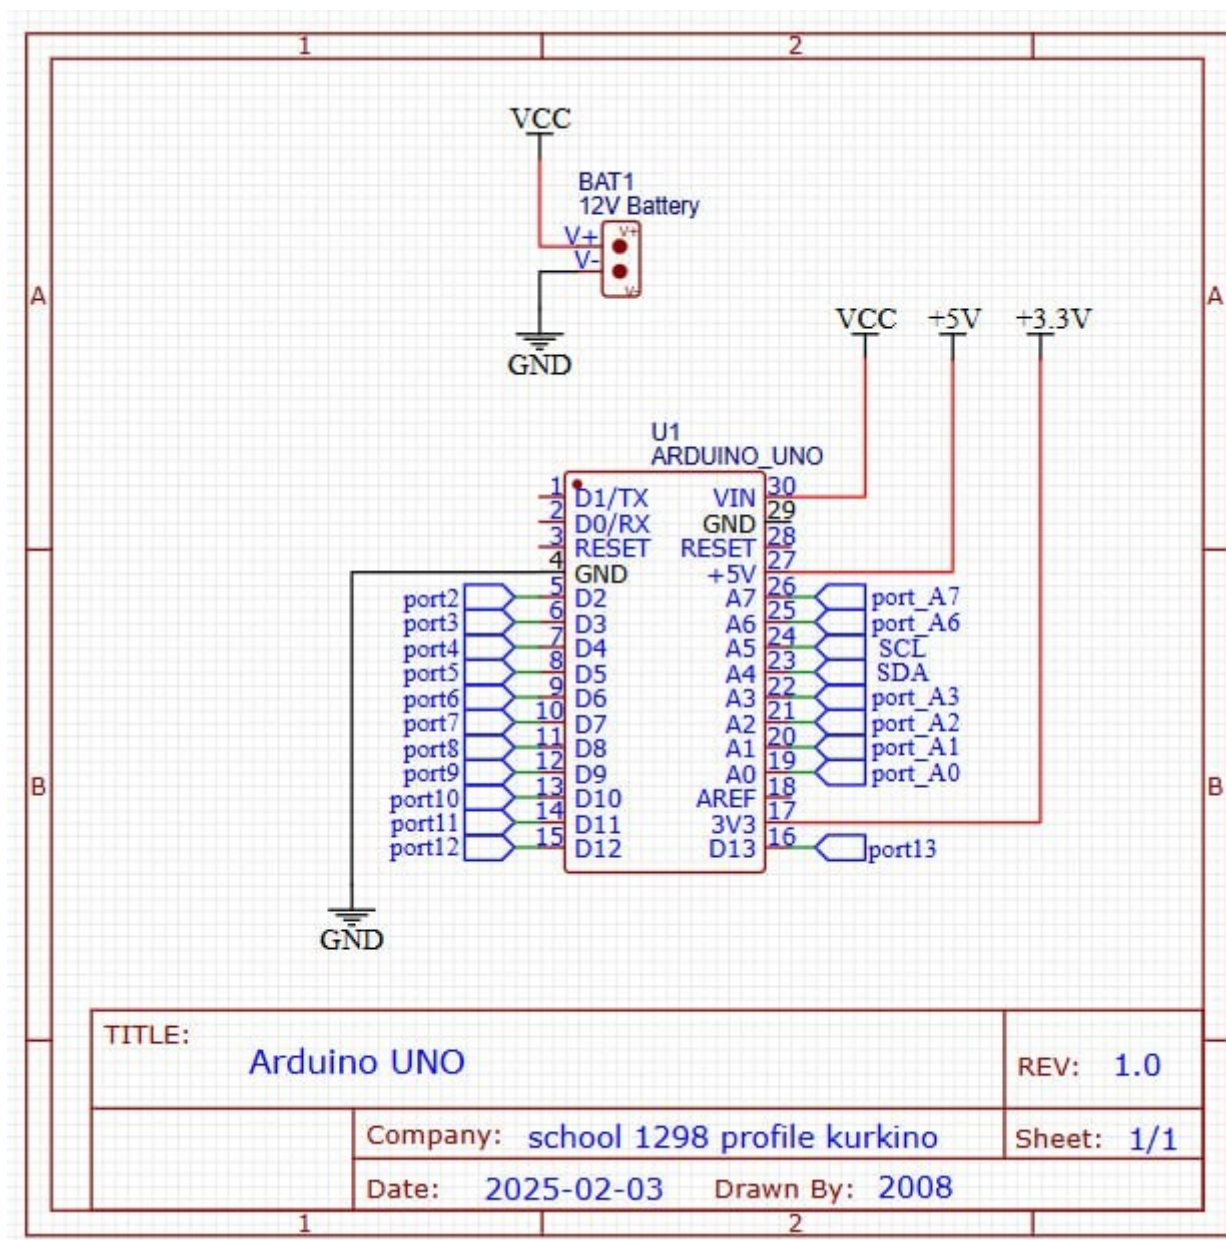 1 2
VCC
BAT1
12V Battery
V+ V+
V- V-
A A
GND
VCC +5V +3.3V
U1
ARDUINO_UNO
1 D1/TX VIN 30
2 D0/RX GND 29
3 RESET RESET 28
4 GND +5V 27
port2 5 D2 A7 26 port_A7
port3 6 D3 A6 25 port_A6
port4 7 D4 A5 24 SCL
port5 8 D5 A4 23 SDA
port6 9 D6 A3 22 port_A3
port7 10 D7 A2 21 port_A2
port8 11 D8 A1 20 port_A1
port9 12 D9 A0 19 port_A0
B B
port10 13 D10 AREF 18
port11 14 D11 3V3 17
port12 15 D12 D13 16 port13
GND
TITLE:
Arduino UNO
REV: 1.0
Company: school 1298 profile kurkino Sheet: 1/1
Date: 2025-02-03 Drawn By: 2008
1 2